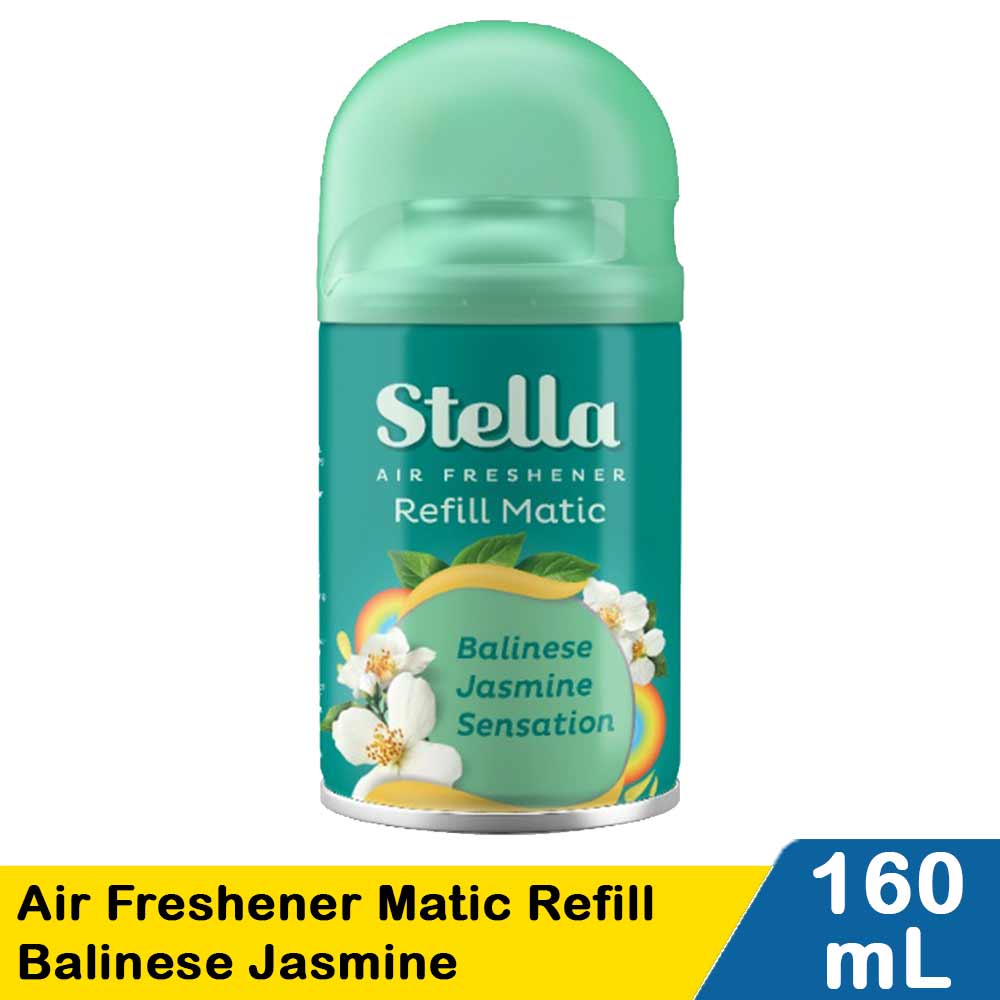 Stella
AIR FRESHENER
Refill Matic
Balinese
Jasmine
Sensation
Air Freshener Matic Refill
Balinese Jasmine
160
mL